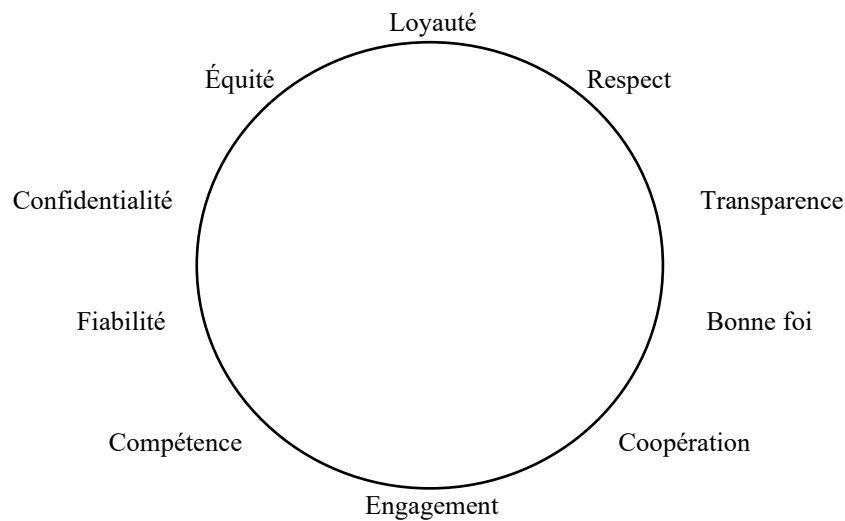 Loyauté
Équité
Respect
Confidentialité
Transparence
Fiabilité
Bonne foi
Compétence
Coopération
Engagement